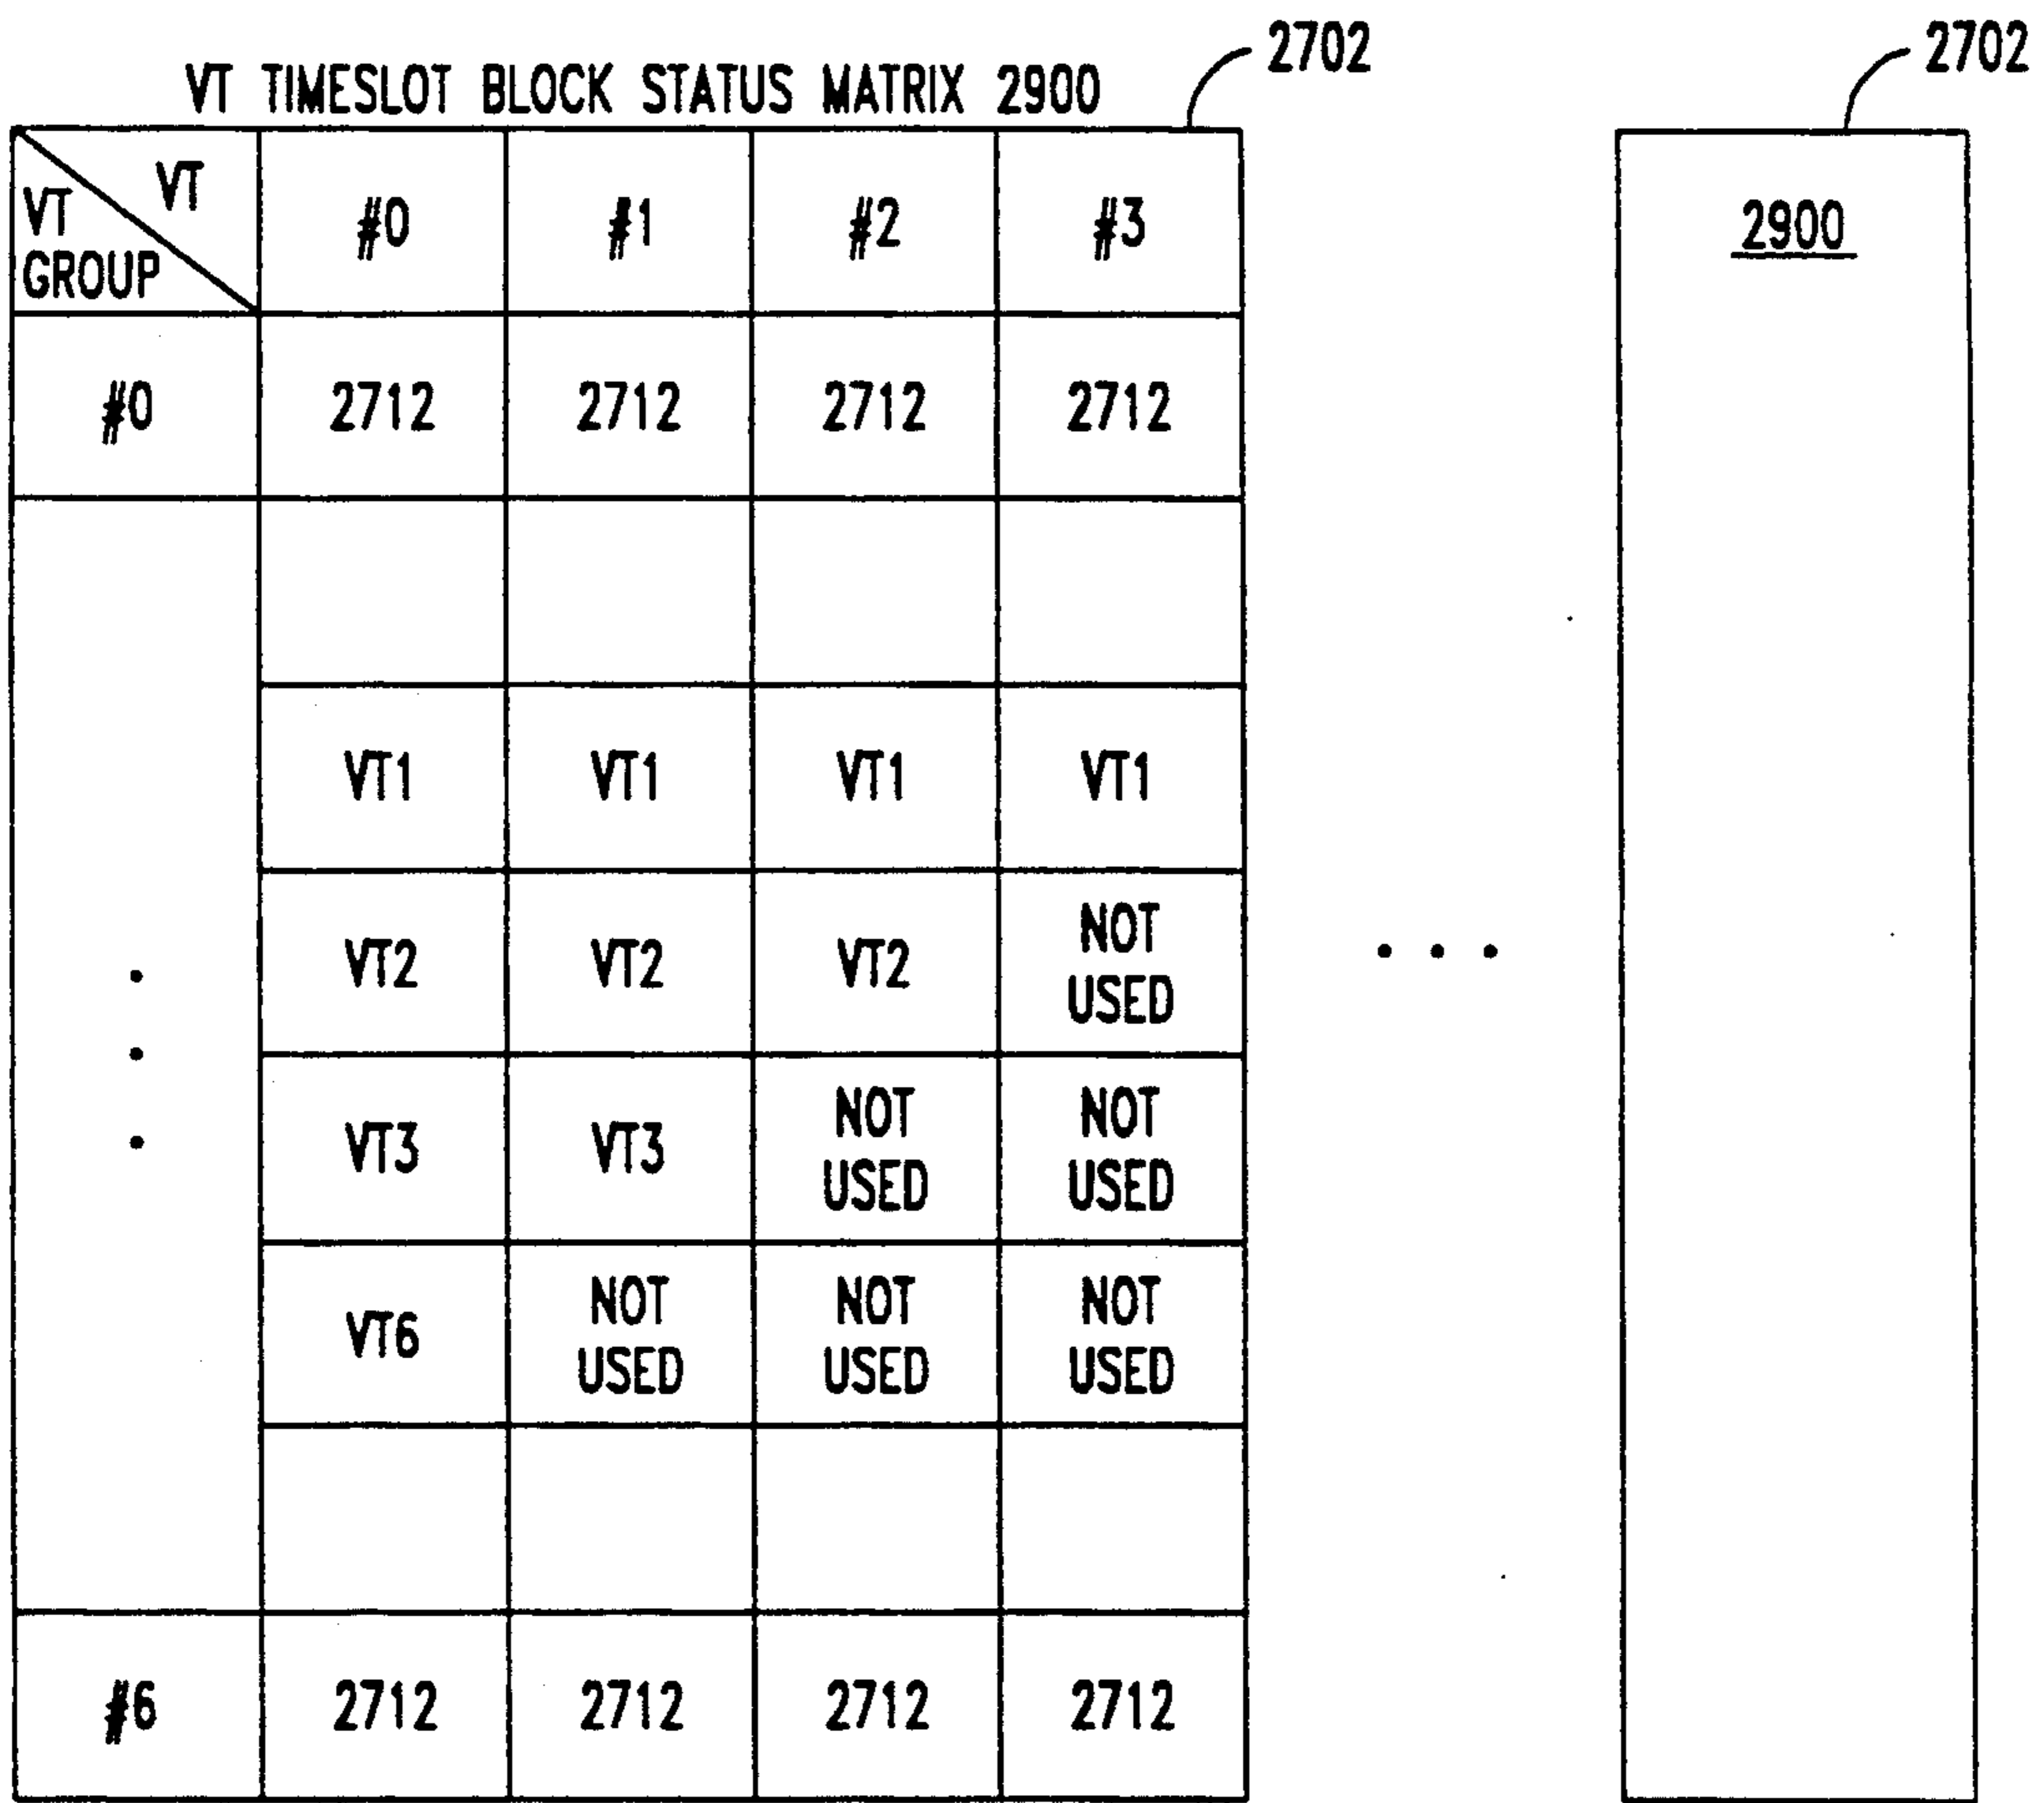 2702
2702
VT TIMESLOT BLOCK STATUS MATRIX 2900
VT
VT GROUP
#0 #1 #2 #3
2900
#0 2712 2712 2712 2712
VT1 VT1 VT1 VT1
VT2 VT2 VT2 NOT USED
VT3 VT3 NOT USED NOT USED
VT6 NOT USED NOT USED NOT USED
#6 2712 2712 2712 2712